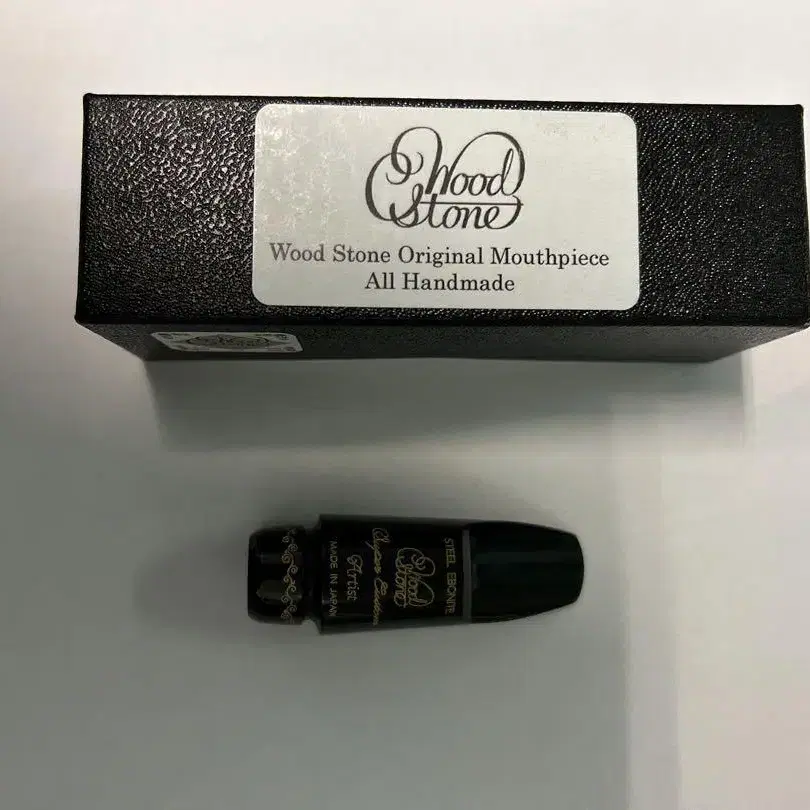 Wood
Stone
Wood Stone Original Mouthpiece
All Handmade
STEEL EBONITE
Wood
Stone
Artist
MADE IN JAPAN